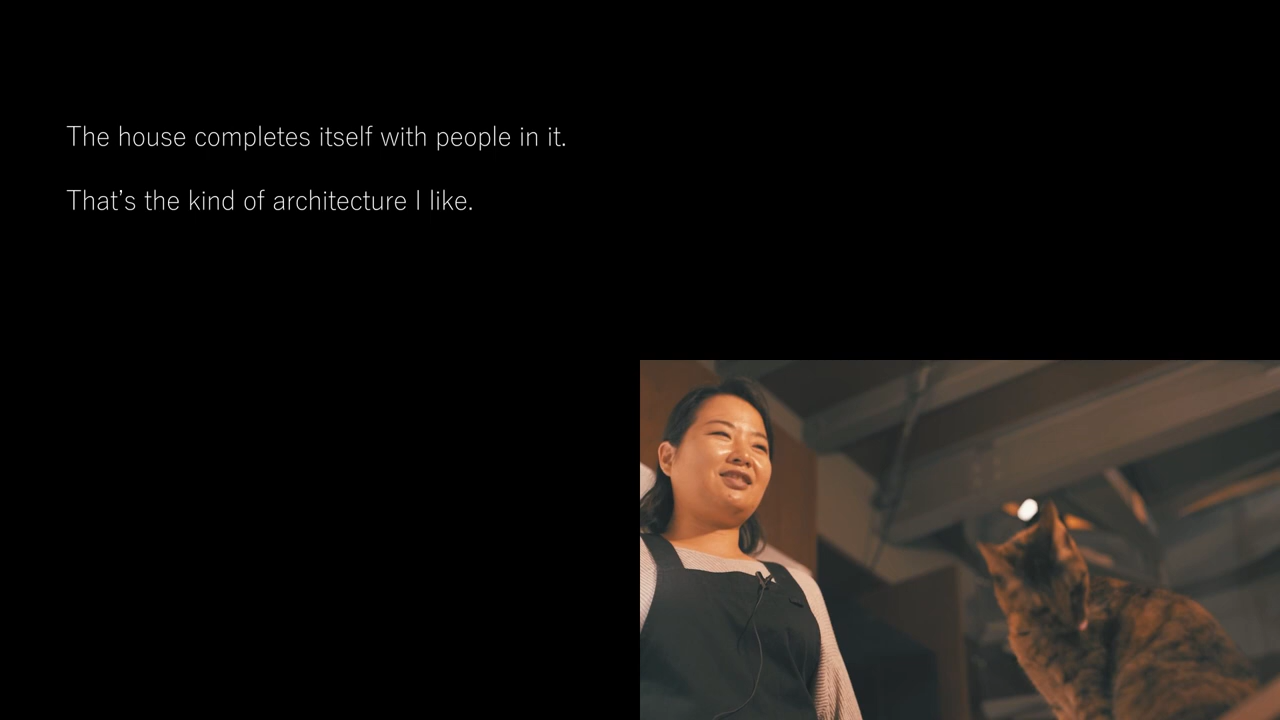 The house completes itself with people in it.
That’s the kind of architecture I like.